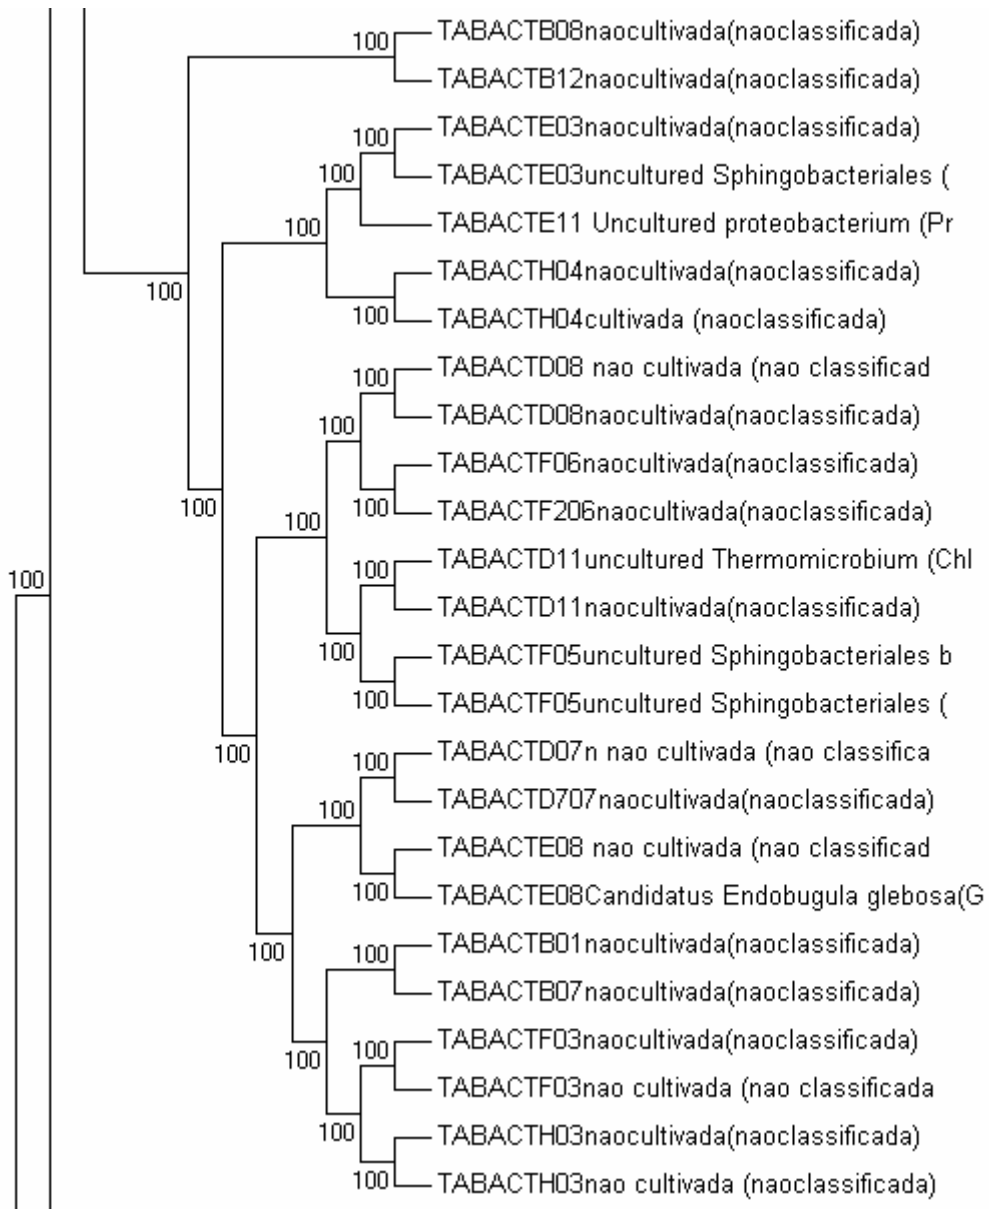 100
TABACTB08naocultivada(naoclassificada)
TABACTB12naocultivada(naoclassificada)
100
TABACTE03naocultivada(naoclassificada)
100
TABACTE03uncultured Sphingobacteriales (
100
TABACTE11 Uncultured proteobacterium (Pr
TABACTH04naocultivada(naoclassificada)
100
100
TABACTH04cultivada (naoclassificada)
100
TABACTD08 nao cultivada (nao classificad
100
TABACTD08naocultivada(naoclassificada)
TABACTF06naocultivada(naoclassificada)
100
100
TABACTF206naocultivada(naoclassificada)
100
100
TABACTD11uncultured Thermomicrobium (Chl
100
TABACTD11naocultivada(naoclassificada)
100
TABACTF05uncultured Sphingobacteriales b
100
TABACTF05uncultured Sphingobacteriales (
100
TABACTD07n nao cultivada (nao classifica
100
100
TABACTD707naocultivada(naoclassificada)
TABACTE08 nao cultivada (nao classificad
100
TABACTE08Candidatus Endobugula glebosa(G
100
TABACTB01naocultivada(naoclassificada)
100
TABACTB07naocultivada(naoclassificada)
100
TABACTF03naocultivada(naoclassificada)
100
TABACTF03nao cultivada (nao classificada
100
TABACTH03naocultivada(naoclassificada)
100
TABACTH03nao cultivada (naoclassificada)